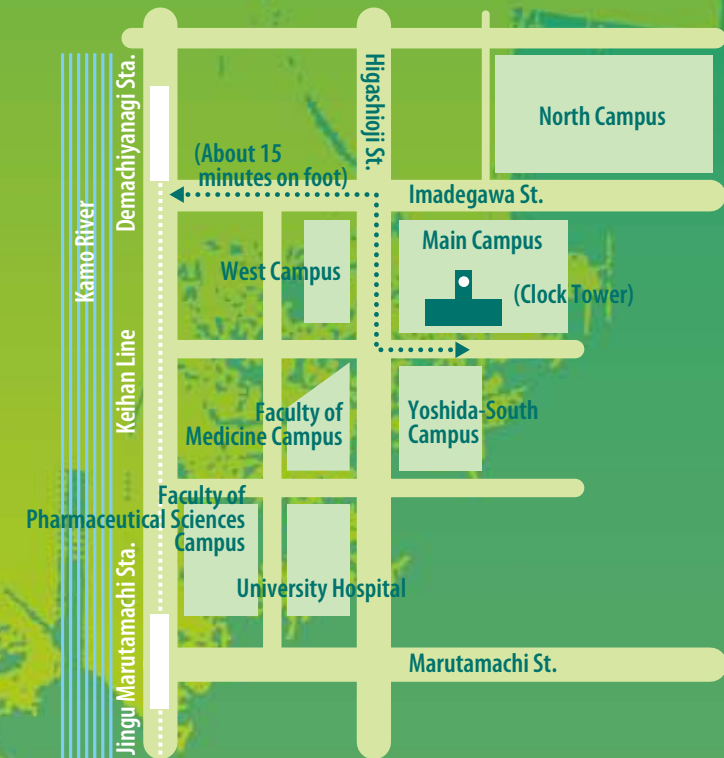 Demachiyanagi Sta.
Higashioji St.
North Campus
(About 15
minutes on foot)
Imadegawa St.
Kamo River
West Campus
Main Campus
(Clock Tower)
Keihan Line
Faculty of
Medicine Campus
Yoshida-South
Campus
Faculty of
Pharmaceutical Sciences
Campus
University Hospital
Jingu Marutamachi Sta.
Marutamachi St.